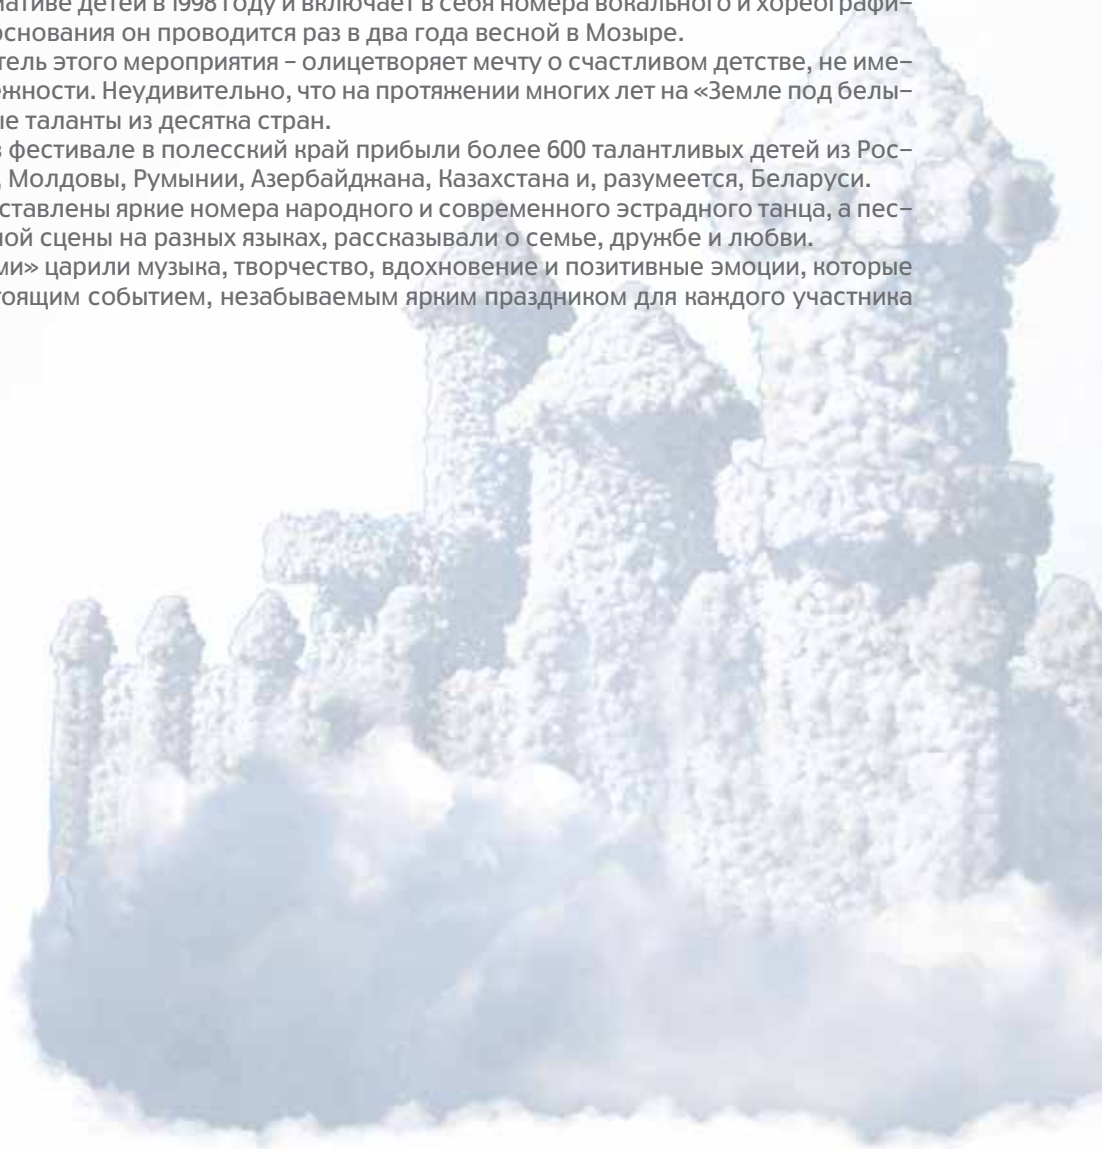 иативе детей в 1998 году и включает в себя номера вокального и хореографи-
основания он проводится раз в два года весной в Мозыре.
тель этого мероприятия – олицетворяет мечту о счастливом детстве, не име-
ежности. Неудивительно, что на протяжении многих лет на «Земле под белы-
ые таланты из десятка стран.
в фестивале в полесский край прибыли более 600 талантливых детей из Рос-
, Молдовы, Румынии, Азербайджана, Казахстана и, разумеется, Беларуси.
ставлены яркие номера народного и современного эстрадного танца, а пес-
ной сцены на разных языках, рассказывали о семье, дружбе и любви.
ми» царили музыка, творчество, вдохновение и позитивные эмоции, которые
тоящим событием, незабываемым ярким праздником для каждого участника